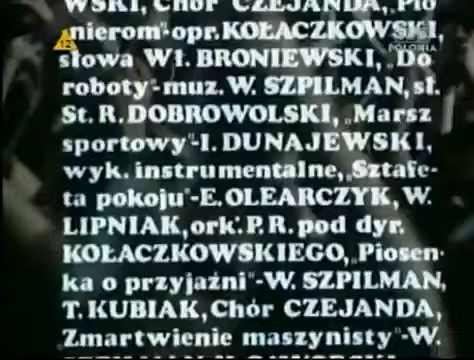 WSKI, Chór CZEJANDA, „Pio
nierom"-opr. KOŁACZKOWSKI,
słowa Wł. BRONIEWSKI, „Do
roboty"-muz. W. SZPILMAN, sł.
St. R. DOBROWOLSKI, „Marsz
sportowy"-I. DUNAJEWSKI,
wyk. instrumentalne, „Sztafe-
ta pokoju"-E. OLEARCZYK, W.
LIPNIAK, ork. P. R. pod dyr.
KOŁACZKOWSKIEGO, „Piosen-
ka o przyjaźni"-W. SZPILMAN,
T. KUBIAK, Chór CZEJANDA,
„Zmartwienie maszynisty"-W.
12
POLONIA